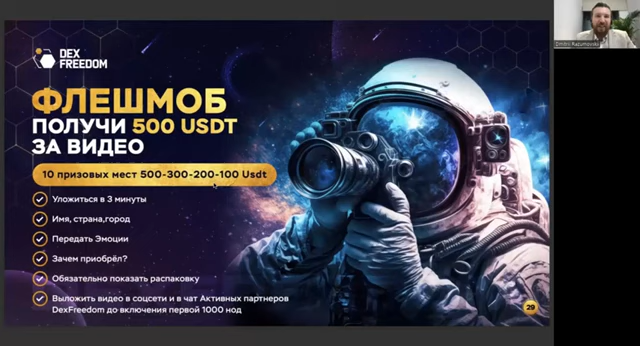 DEX
FREEDOM
ФЛЕШМОБ
ПОЛУЧИ 500 USDT
ЗА ВИДЕО
10 призовых мест 500-300-200-100 Usdt
Уложиться в 3 минуты
Имя, страна,город
Передать Эмоции
Зачем приобрёл?
Обязательно показать распаковку
Выложить видео в соцсети и в чат Активных партнеров
DexFreedom до включения первой 1000 нод
29
Dmitrii Razumovskii